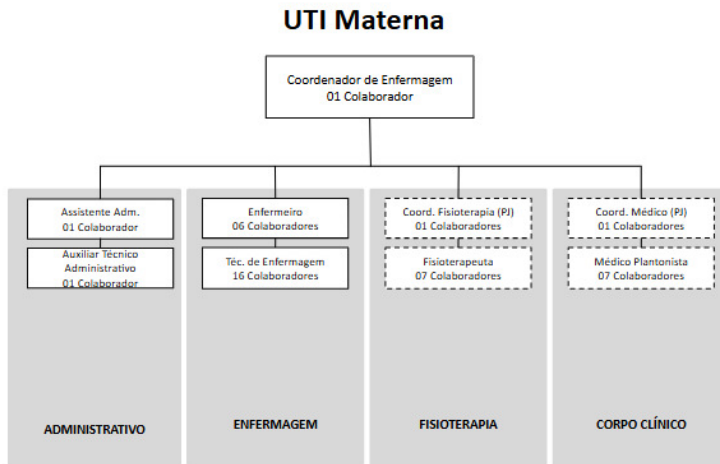 UTI Materna
Coordenador de Enfermagem
01 Colaborador
Assistente Adm.
01 Colaborador
Auxiliar Técnico
Administrativo
01 Colaborador
ADMINISTRATIVO
Enfermeiro
06 Colaboradores
Téc. de Enfermagem
16 Colaboradores
ENFERMAGEM
Coord. Fisioterapia (PJ)
01 Colaboradores
Fisioterapeuta
07 Colaboradores
FISIOTERAPIA
Coord. Médico (PJ)
01 Colaboradores
Médico Plantonista
07 Colaboradores
CORPO CLÍNICO